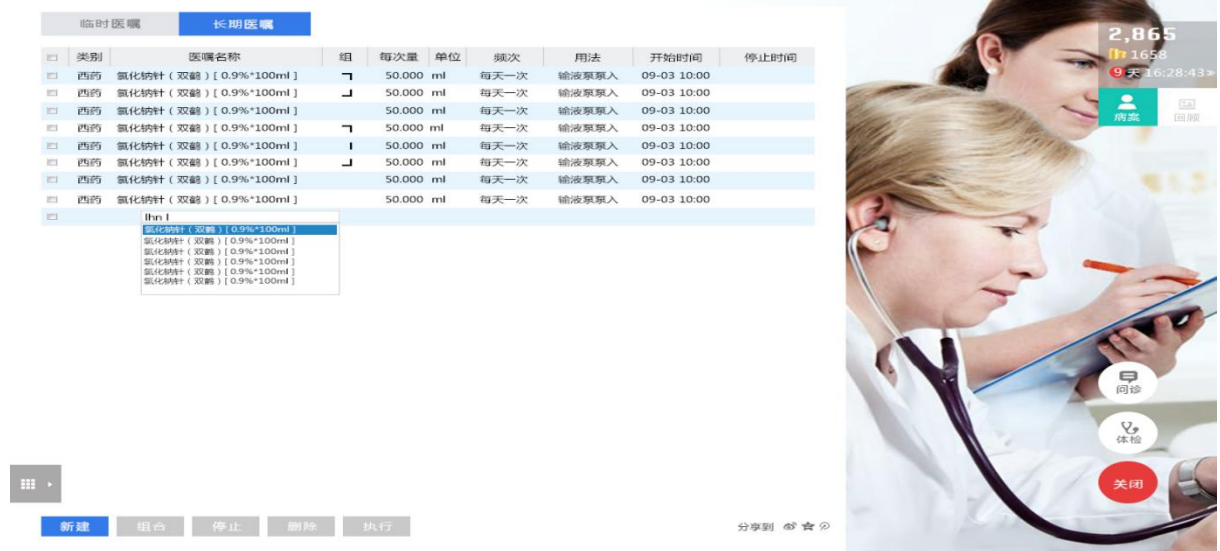 临时医嘱 长期医嘱
类别 医嘱名称 组 每次量 单位 频次 用法 开始时间 停止时间
西药 氯化钠针（双鹤）[ 0.9%*100ml ] 50.000 ml 每天一次 输液泵泵入 09-03 10:00
西药 氯化钠针（双鹤）[ 0.9%*100ml ] 50.000 ml 每天一次 输液泵泵入 09-03 10:00
西药 氯化钠针（双鹤）[ 0.9%*100ml ] 50.000 ml 每天一次 输液泵泵入 09-03 10:00
西药 氯化钠针（双鹤）[ 0.9%*100ml ] 50.000 ml 每天一次 输液泵泵入 09-03 10:00
西药 氯化钠针（双鹤）[ 0.9%*100ml ] 50.000 ml 每天一次 输液泵泵入 09-03 10:00
西药 氯化钠针（双鹤）[ 0.9%*100ml ] 50.000 ml 每天一次 输液泵泵入 09-03 10:00
西药 氯化钠针（双鹤）[ 0.9%*100ml ] 50.000 ml 每天一次 输液泵泵入 09-03 10:00
西药 氯化钠针（双鹤）[ 0.9%*100ml ] 50.000 ml 每天一次 输液泵泵入 09-03 10:00
lhn l
氯化钠针（双鹤）[ 0.9%*100ml ]
氯化钠针（双鹤）[ 0.9%*100ml ]
氯化钠针（双鹤）[ 0.9%*100ml ]
氯化钠针（双鹤）[ 0.9%*100ml ]
氯化钠针（双鹤）[ 0.9%*100ml ]
氯化钠针（双鹤）[ 0.9%*100ml ]
新建 组合 停止 删除 执行
分享到
2,865
1658
9 天 16:28:43
病案 回顾
问诊
体检
关闭